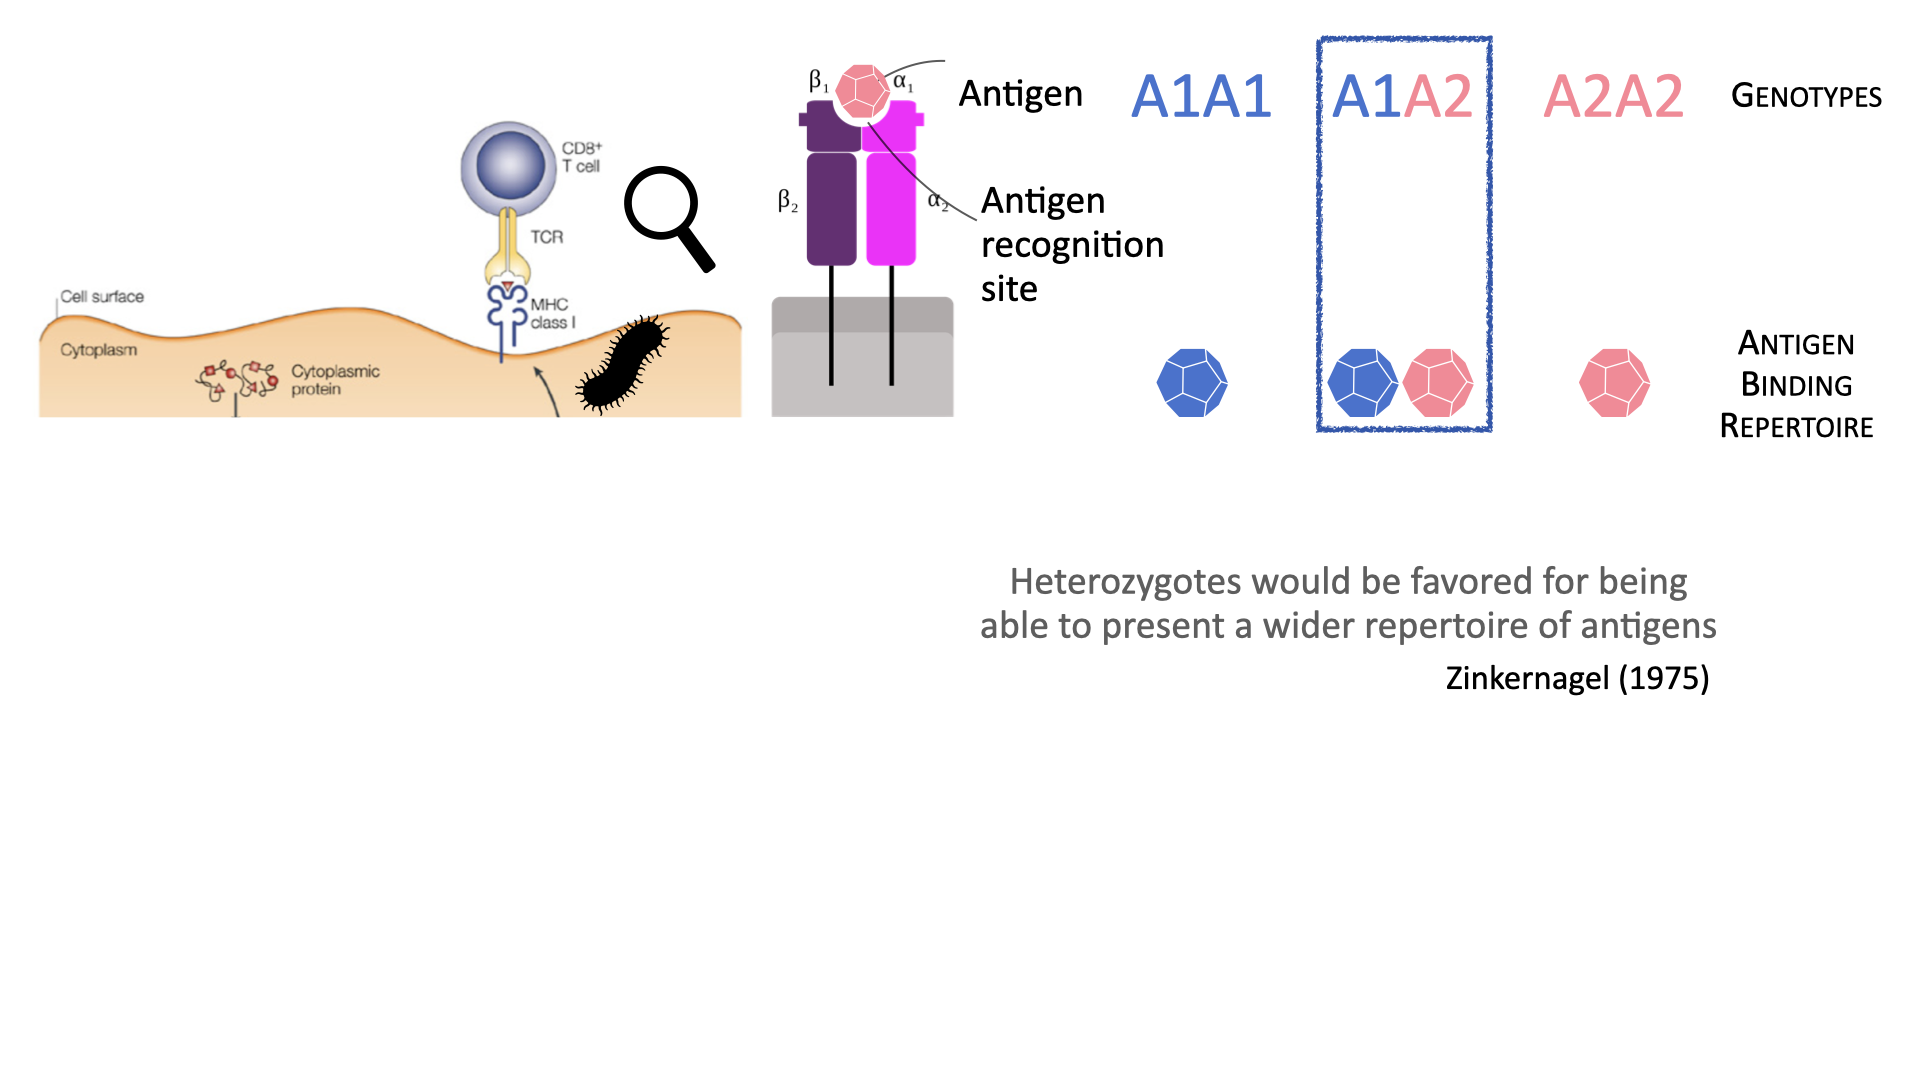 CD8+
T cell
TCR
MHC
class I
Cell surface
Cytoplasm
Cytoplasmic
protein
β1
α1
β2
α2
Antigen
Antigen
recognition
site
A1A1
A1A2
A2A2
GENOTYPES
ANTIGEN
BINDING
REPERTOIRE
Heterozygotes would be favored for being
able to present a wider repertoire of antigens
Zinkernagel (1975)